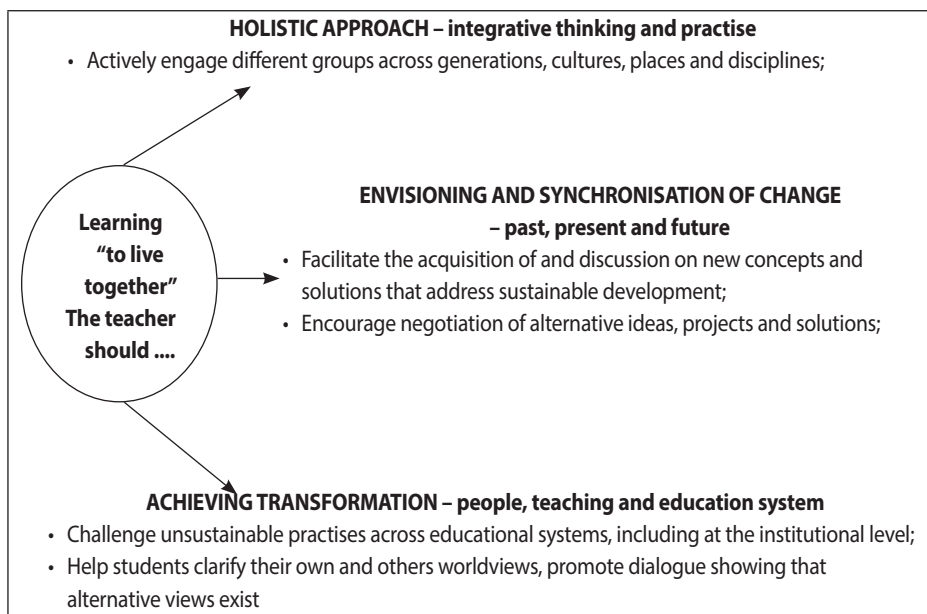 HOLISTIC APPROACH – integrative thinking and practise
• Actively engage different groups across generations, cultures, places and disciplines;
Learning
"to live
together"
The teacher
should ....
ENVISIONING AND SYNCHRONISATION OF CHANGE
– past, present and future
• Facilitate the acquisition of and discussion on new concepts and
solutions that address sustainable development;
• Encourage negotiation of alternative ideas, projects and solutions;
ACHIEVING TRANSFORMATION – people, teaching and education system
• Challenge unsustainable practises across educational systems, including at the institutional level;
• Help students clarify their own and others worldviews, promote dialogue showing that
alternative views exist